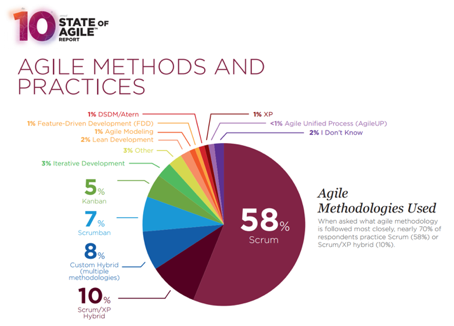 10 STATE OF
AGILE™
REPORT
AGILE METHODS AND
PRACTICES
1% DSDM/Atern
1% Feature-Driven Development (FDD)
1% Agile Modeling
2% Lean Development
3% Other
3% Iterative Development
5%
Kanban
7%
Scrumban
8%
Custom Hybrid
(multiple
methodologies)
10%
Scrum/XP
Hybrid
1% XP
<1% Agile Unified Process (AgileUP)
2% I Don't Know
58%
Scrum
Agile
Methodologies Used
When asked what agile methodology
is followed most closely, nearly 70% of
respondents practice Scrum (58%) or
Scrum/XP hybrid (10%).